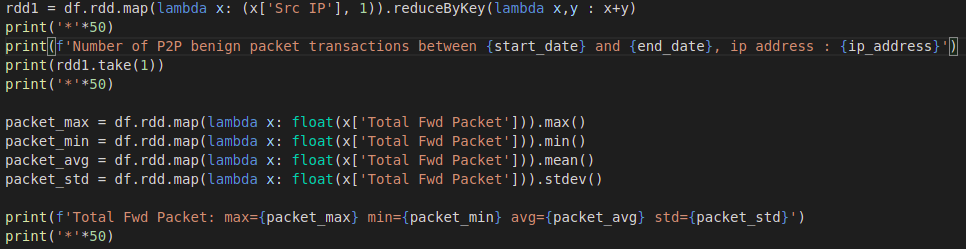 rdd1 = df.rdd.map(lambda x: (x['Src IP'], 1)).reduceByKey(lambda x,y : x+y)
print('*'*50)
print(f'Number of P2P benign packet transactions between {start_date} and {end_date}, ip address : {ip_address}')
print(rdd1.take(1))
print('*'*50)
packet_max = df.rdd.map(lambda x: float(x['Total Fwd Packet'])).max()
packet_min = df.rdd.map(lambda x: float(x['Total Fwd Packet'])).min()
packet_avg = df.rdd.map(lambda x: float(x['Total Fwd Packet'])).mean()
packet_std = df.rdd.map(lambda x: float(x['Total Fwd Packet'])).stdev()
print(f'Total Fwd Packet: max={packet_max} min={packet_min} avg={packet_avg} std={packet_std}')
print('*'*50)